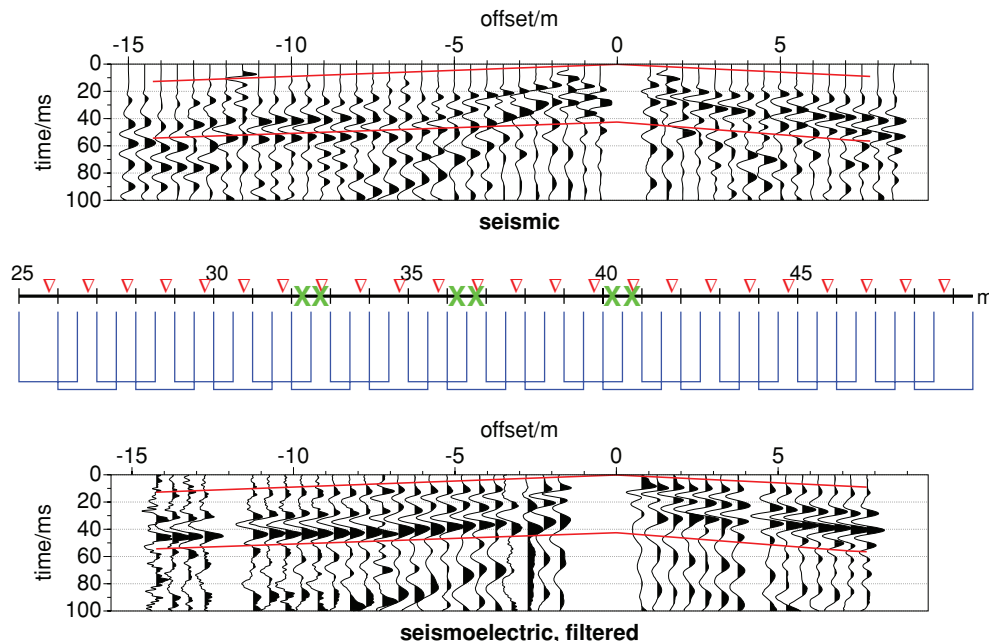 offset/m
-15 -10 -5 0 5
time/ms
0
20
40
60
80
100
seismic
25 30 35 40 45
m
X X X X X X
offset/m
-15 -10 -5 0 5
time/ms
0
20
40
60
80
100
seismoelectric, filtered